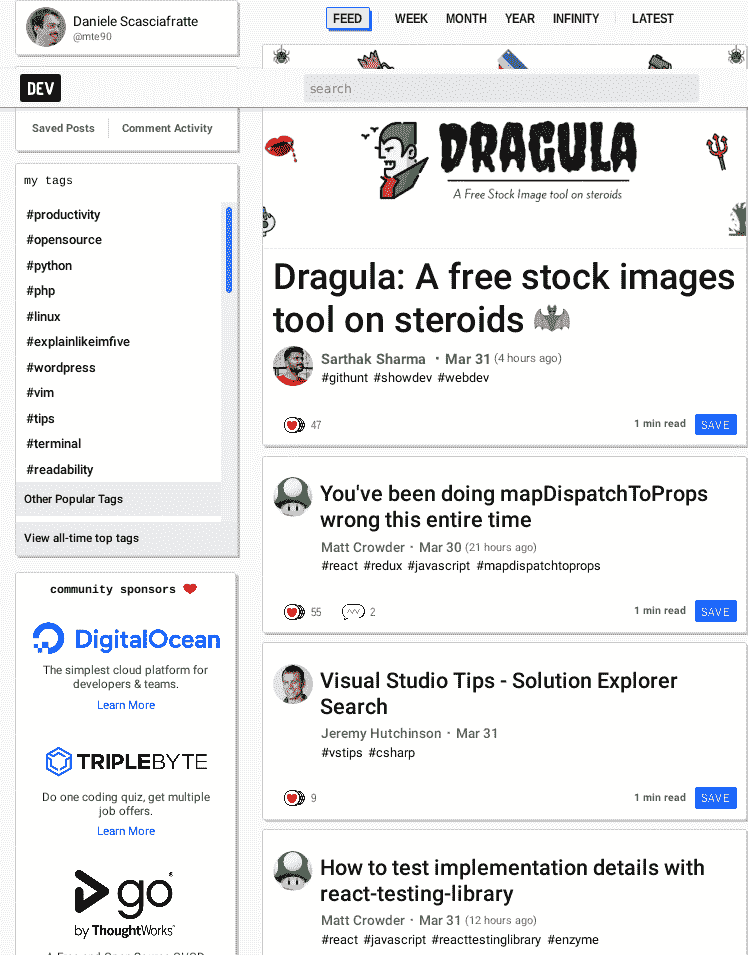 Daniele Scasciafratte
@mte90
FEED WEEK MONTH YEAR INFINITY LATEST
DEV
search
Saved Posts Comment Activity
my tags
#productivity
#opensource
#python
#php
#linux
#explainlikeimfive
#wordpress
#vim
#tips
#terminal
#readability
Other Popular Tags
View all-time top tags
community sponsors
DigitalOcean
The simplest cloud platform for
developers & teams.
Learn More
TRIPLEBYTE
Do one coding quiz, get multiple
job offers.
Learn More
go
by ThoughtWorks®
DRAGULA
A Free Stock Image tool on steroids
Dragula: A free stock images
tool on steroids 🦇
Sarthak Sharma • Mar 31 (4 hours ago)
#githunt #showdev #webdev
47
1 min read SAVE
You've been doing mapDispatchToProps
wrong this entire time
Matt Crowder • Mar 30 (21 hours ago)
#react #redux #javascript #mapdispatchtoprops
55 2
1 min read SAVE
Visual Studio Tips - Solution Explorer
Search
Jeremy Hutchinson • Mar 31
#vstips #csharp
9
1 min read SAVE
How to test implementation details with
react-testing-library
Matt Crowder • Mar 31 (12 hours ago)
#react #javascript #reacttestinglibrary #enzyme